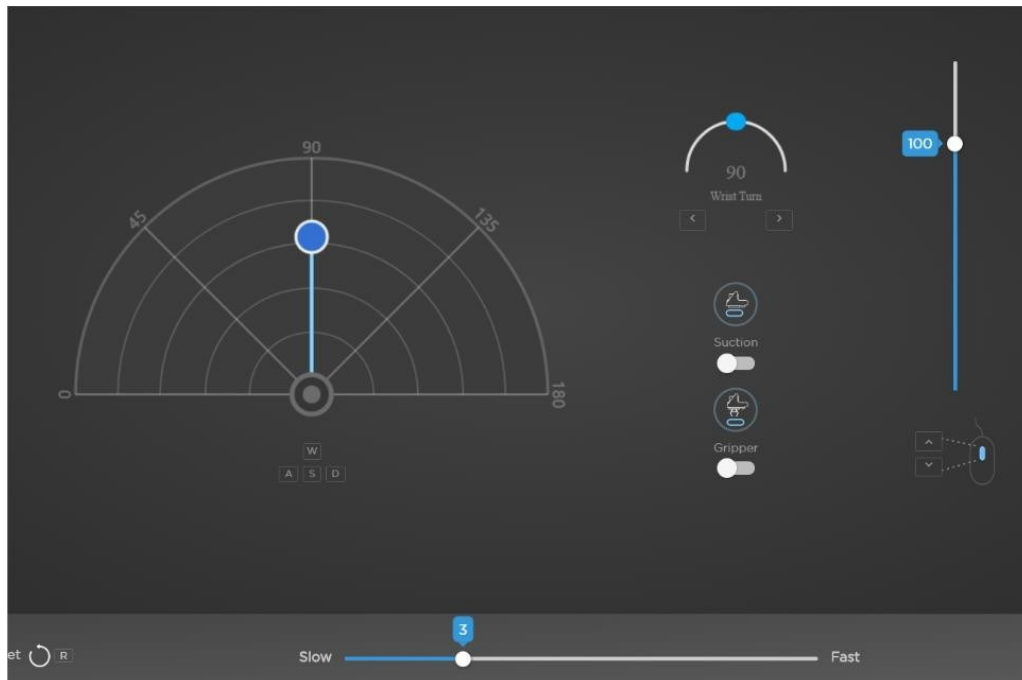 90
45
135
0
180
W
A S D
90
Wrist Turn
<
>
Suction
Gripper
100
3
et R
Slow
Fast